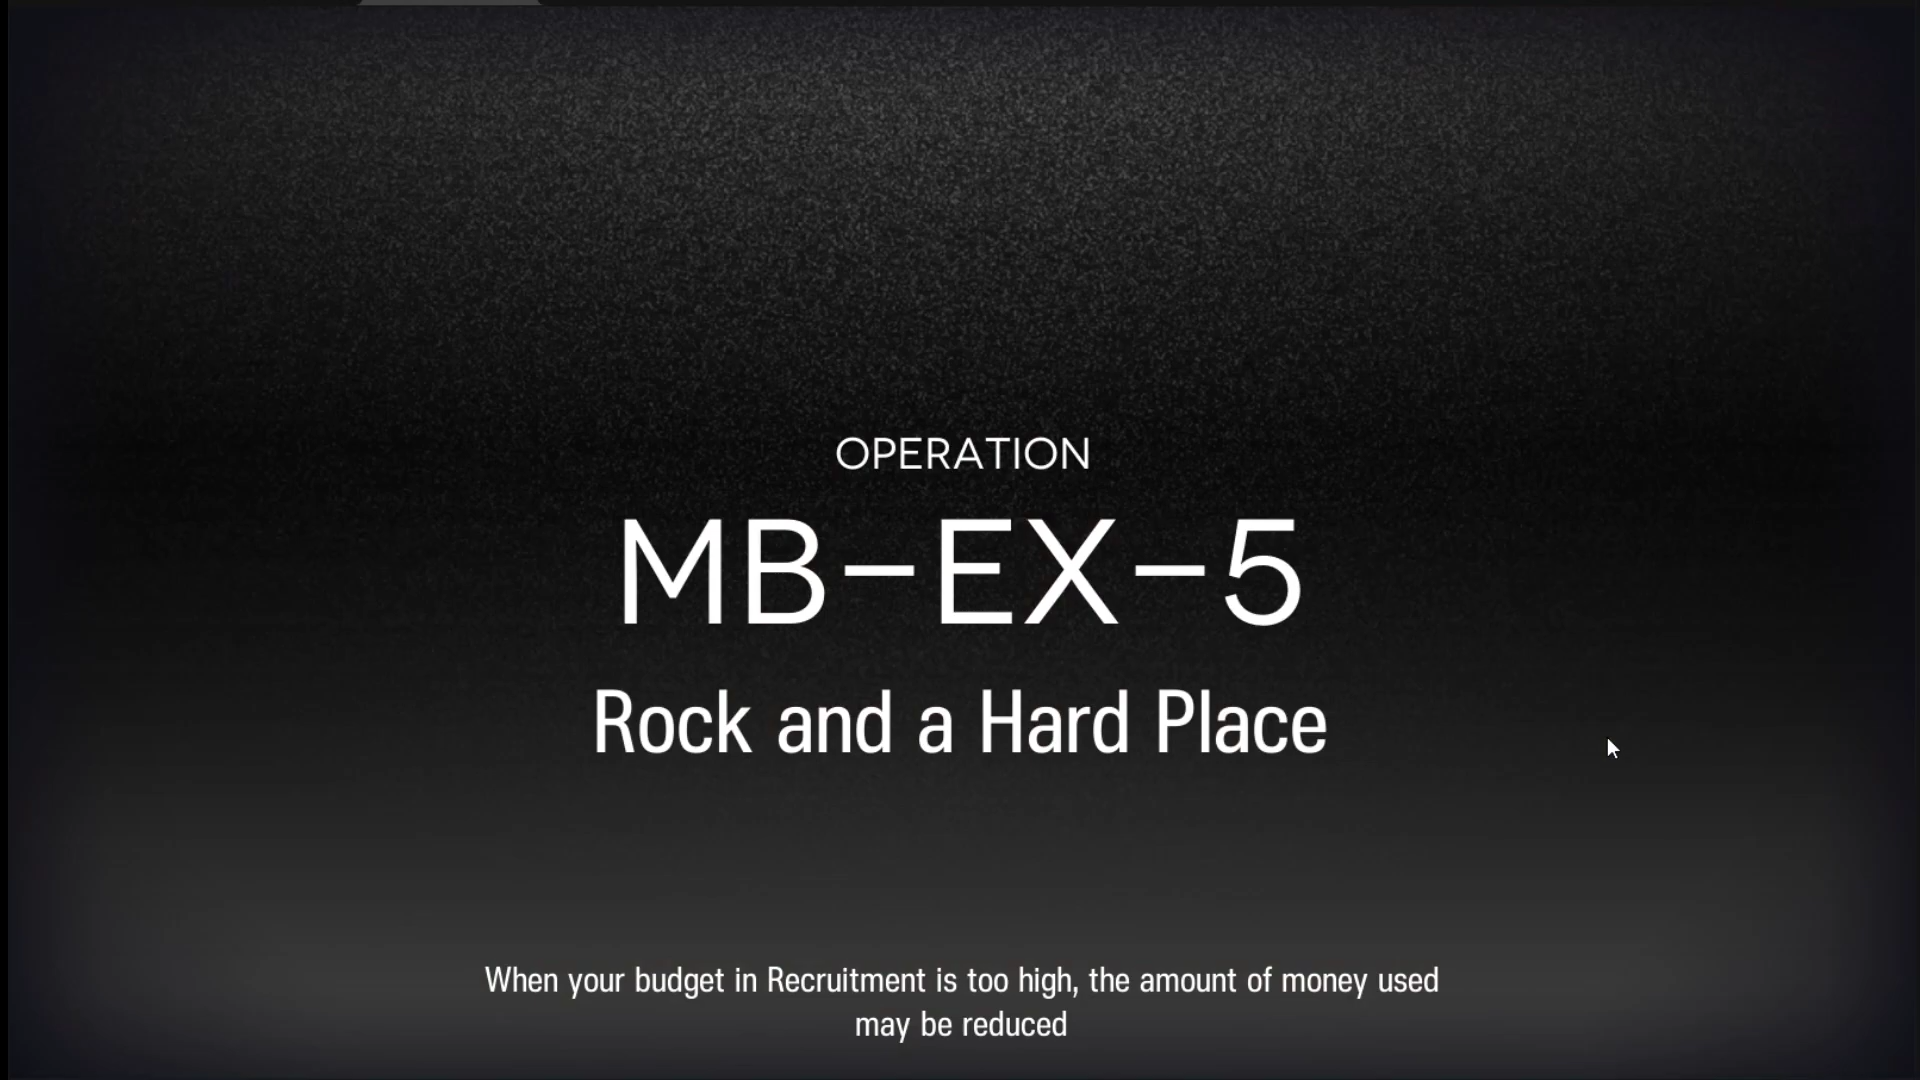 OPERATION
MB-EX-5
Rock and a Hard Place
When your budget in Recruitment is too high, the amount of money used
may be reduced